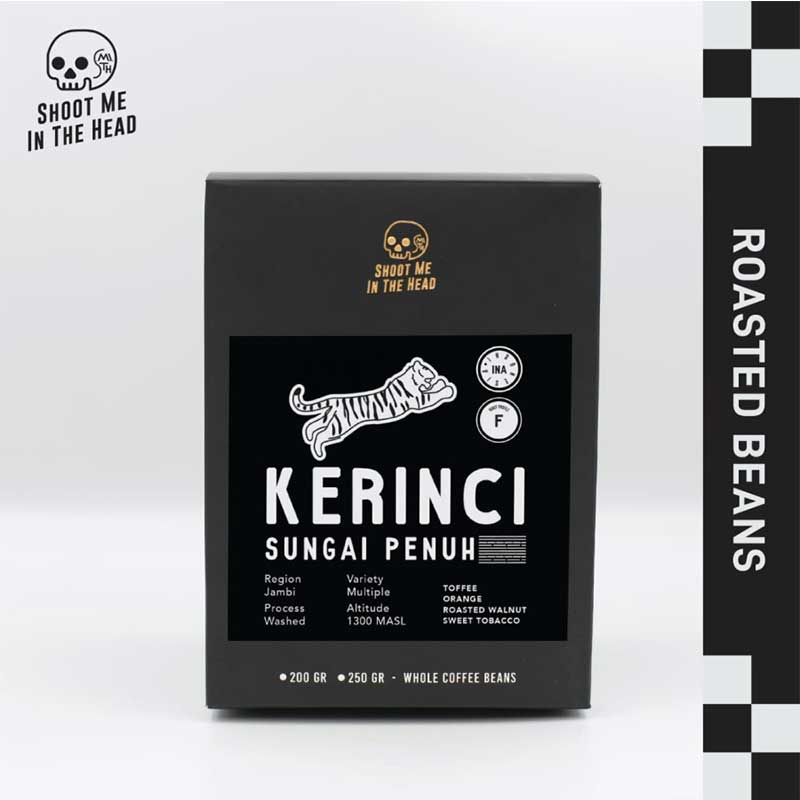 SMITH
SHOOT ME
IN THE HEAD
SHOOT ME
IN THE HEAD
INA
F
KERINCI
SUNGAI PENUH
Region
Jambi
Process
Washed
Variety
Multiple
Altitude
1300 MASL
TOFFEE
ORANGE
ROASTED WALNUT
SWEET TOBACCO
● 200 GR ● 250 GR - WHOLE COFFEE BEANS
ROASTED BEANS